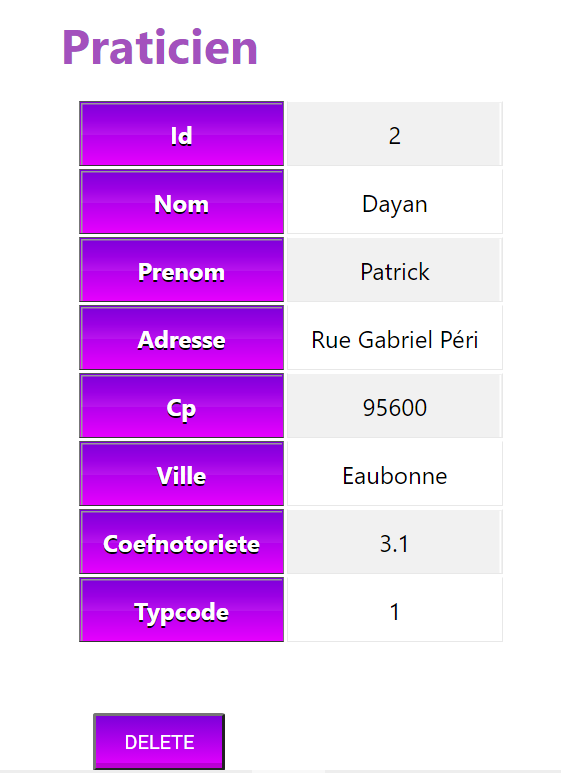 Praticien
Id 2
Nom Dayan
Prenom Patrick
Adresse Rue Gabriel Péri
Cp 95600
Ville Eaubonne
Coefnotoriete 3.1
Typcode 1
DELETE